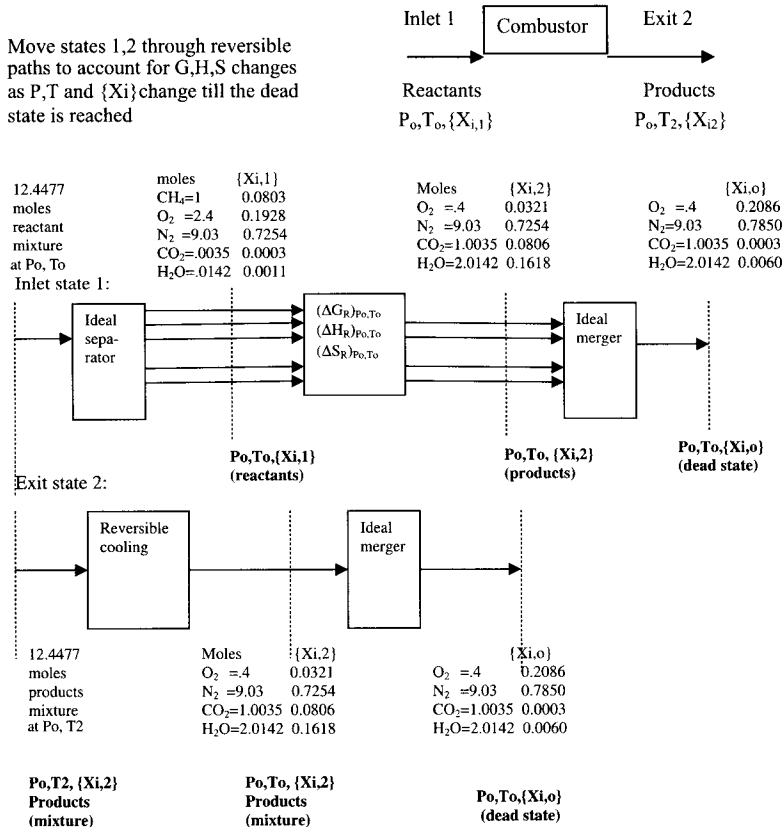 Move states 1,2 through reversible
paths to account for G,H,S changes
as P,T and {Xi}change till the dead
state is reached
Inlet 1
Combustor
Exit 2
Reactants
Products
Po,To,{Xi,1}
Po,T2,{Xi2}
12.4477
moles
reactant
mixture
at Po, To
moles {Xi,1}
CH4=1 0.0803
O2 =2.4 0.1928
N2 =9.03 0.7254
CO2=.0035 0.0003
H2O=.0142 0.0011
Moles {Xi,2}
O2 =.4 0.0321
N2 =9.03 0.7254
CO2=1.0035 0.0806
H2O=2.0142 0.1618
{Xi,o}
O2 =.4 0.2086
N2=9.03 0.7850
CO2=1.0035 0.0003
H2O=2.0142 0.0060
Inlet state 1:
Ideal
sepa-
rator
(ΔGR)Po,To
(ΔHR)Po,To
(ΔSR)Po,To
Ideal
merger
Po,To,{Xi,1}
(reactants)
Po,To, {Xi,2}
(products)
Po,To,{Xi,o}
(dead state)
Exit state 2:
Reversible
cooling
Ideal
merger
12.4477
moles
products
mixture
at Po, T2
Moles {Xi,2}
O2 =.4 0.0321
N2 =9.03 0.7254
CO2=1.0035 0.0806
H2O=2.0142 0.1618
{Xi,o}
O2 =.4 0.2086
N2 =9.03 0.7850
CO2=1.0035 0.0003
H2O=2.0142 0.0060
Po,T2, {Xi,2}
Products
(mixture)
Po,To, {Xi,2}
Products
(mixture)
Po,To,{Xi,o}
(dead state)